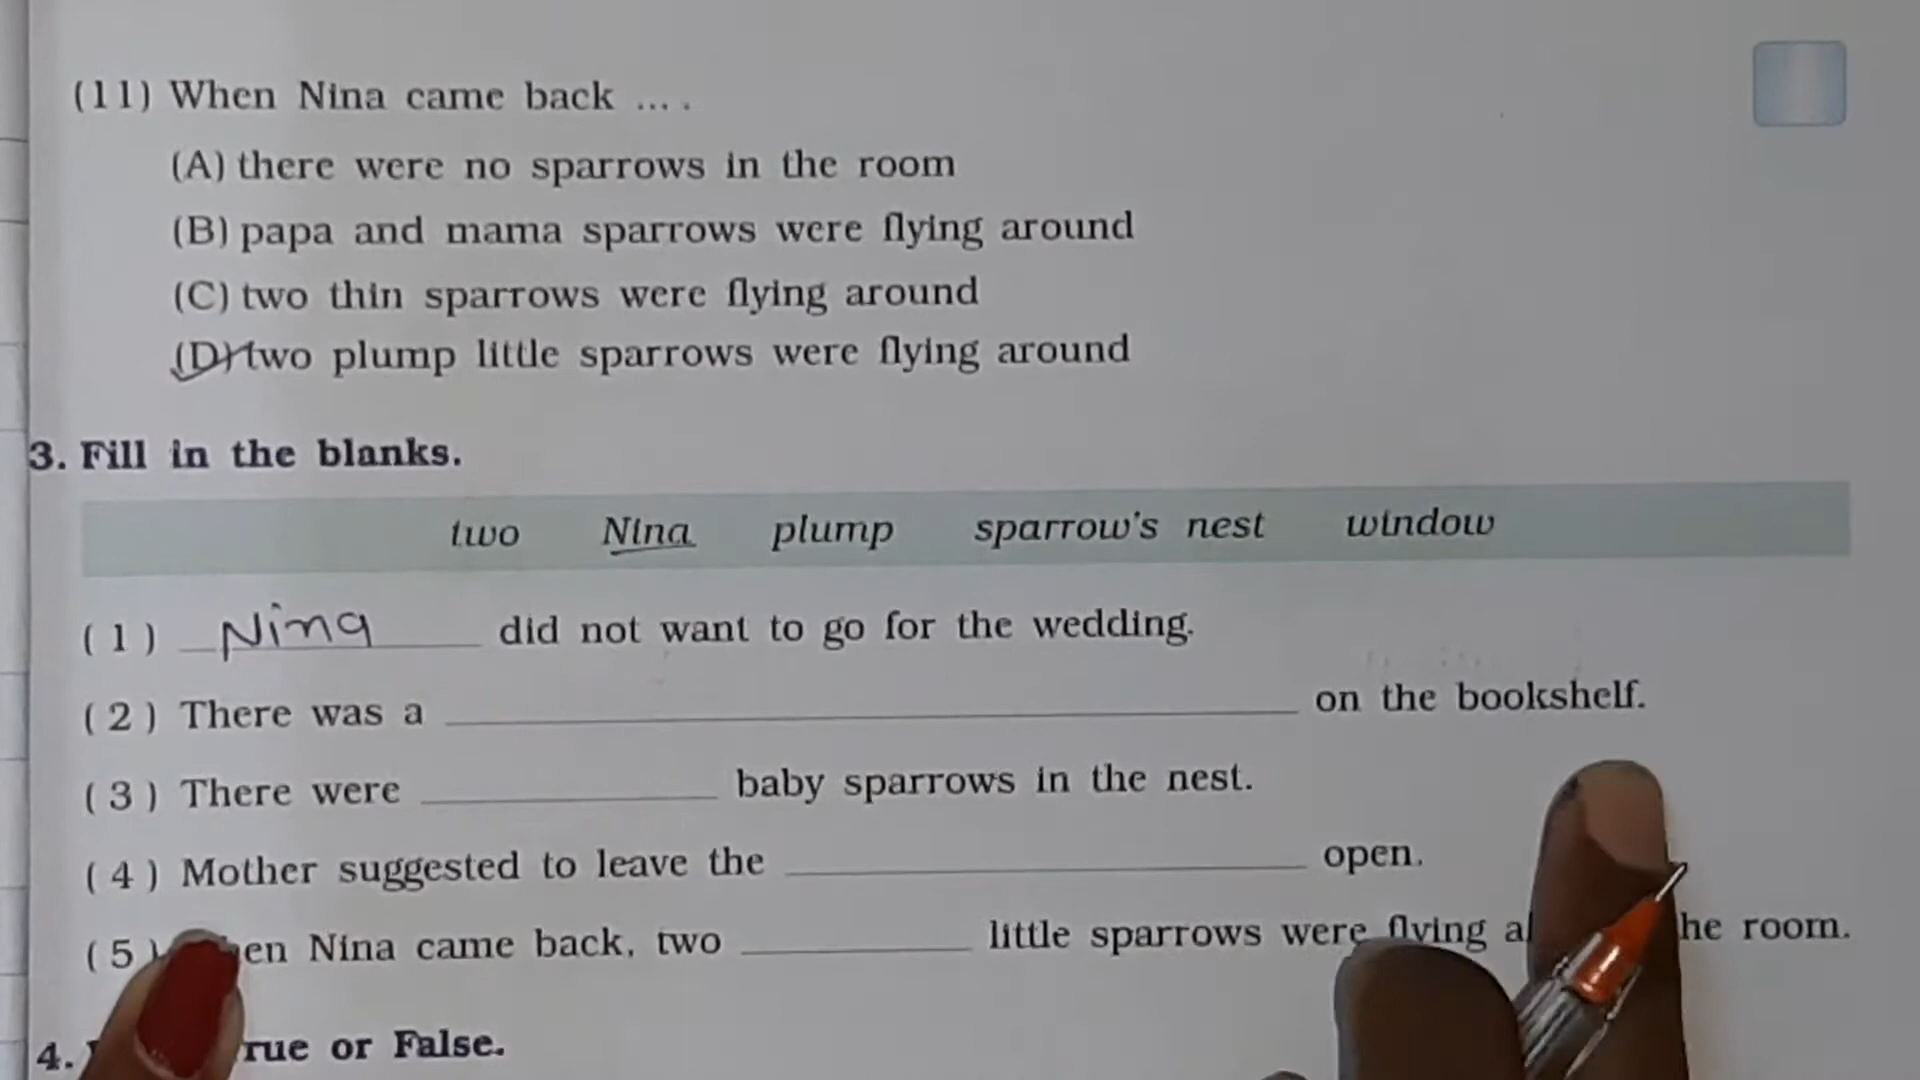 (11) When Nina came back ... .
(A) there were no sparrows in the room
(B) papa and mama sparrows were flying around
(C) two thin sparrows were flying around
(D) two plump little sparrows were flying around
3. Fill in the blanks.
two Nina plump sparrow's nest window
(1) Nina did not want to go for the wedding.
(2) There was a on the bookshelf.
(3) There were baby sparrows in the nest.
(4) Mother suggested to leave the open.
(5) Nina came back, two little sparrows were flying room.
4. or False.